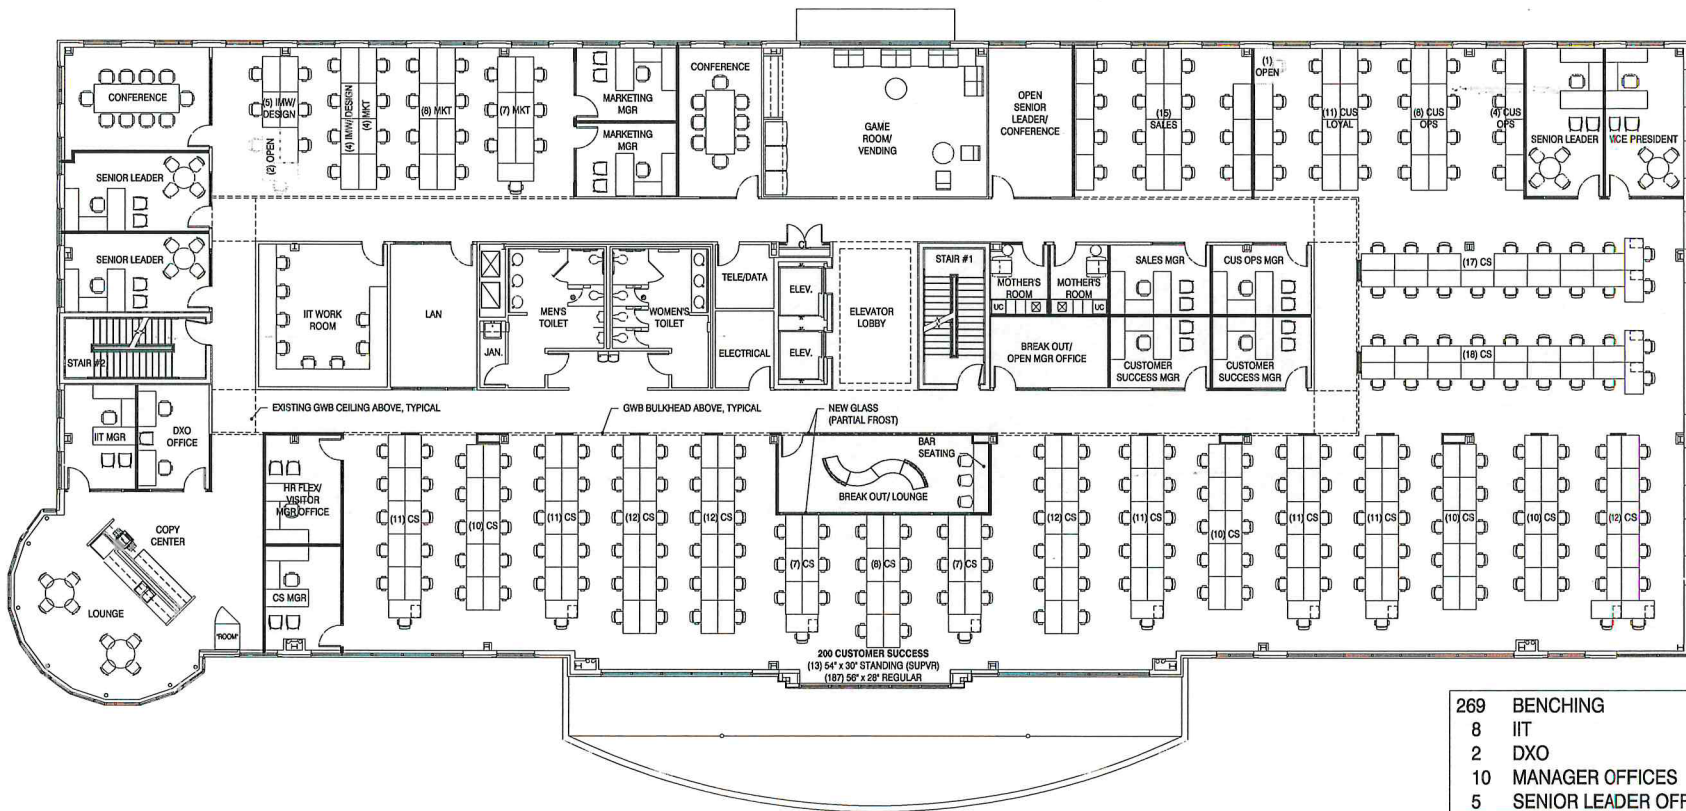 CONFERENCE
(5) IMW/
DESIGN
(2) OPEN
(4) IMW/DESIGN
(4) MKT
(8) MKT
(7) MKT
MARKETING
MGR
MARKETING
MGR
CONFERENCE
GAME
ROOM/
VENDING
OPEN
SENIOR
LEADER/
CONFERENCE
(15)
SALES
(1)
OPEN
(11) CUS
LOYAL
(8) CUS
OPS
(4) CUS
OPS
SENIOR LEADER
VICE PRESIDENT
SENIOR LEADER
SENIOR LEADER
STAIR #2
IIT WORK
ROOM
LAN
JAN.
MEN'S
TOILET
WOMEN'S
TOILET
TELE/DATA
ELECTRICAL
CL
ELEV.
ELEV.
ELEVATOR
LOBBY
STAIR #1
MOTHER'S
ROOM
UC
MOTHER'S
ROOM
UC
BREAK OUT/
OPEN MGR OFFICE
SALES MGR
CUS OPS MGR
CUSTOMER
SUCCESS MGR
CUSTOMER
SUCCESS MGR
(17) CS
(18) CS
EXISTING GWB CEILING ABOVE, TYPICAL
GWB BULKHEAD ABOVE, TYPICAL
NEW GLASS
(PARTIAL FROST)
IIT MGR
DXO
OFFICE
HR FLEX/
VISITOR
MGR OFFICE
CS MGR
COPY
CENTER
LOUNGE
"ROOM"
(11) CS
(10) CS
(11) CS
(12) CS
(12) CS
BAR
SEATING
BREAK OUT/ LOUNGE
(7) CS
(8) CS
(7) CS
(12) CS
(11) CS
(10) CS
(11) CS
(11) CS
(10) CS
(10) CS
(12) CS
200 CUSTOMER SUCCESS
(13) 54" x 30" STANDING (SUPVR)
(187) 56" x 28" REGULAR
269 BENCHING
8 IIT
2 DXO
10 MANAGER OFFICES
5 SENIOR LEADER OFF